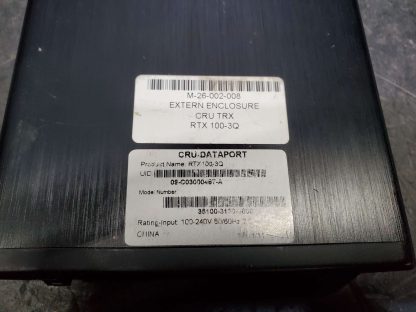 M-26-002-008
EXTERN ENCLOSURE
CRU TRX
RTX 100-3Q
CRU-DATAPORT
Product Name: RTX100-3Q
UID:
Model Number
Rating-Input: 100-240V 50/60Hz
CHINA